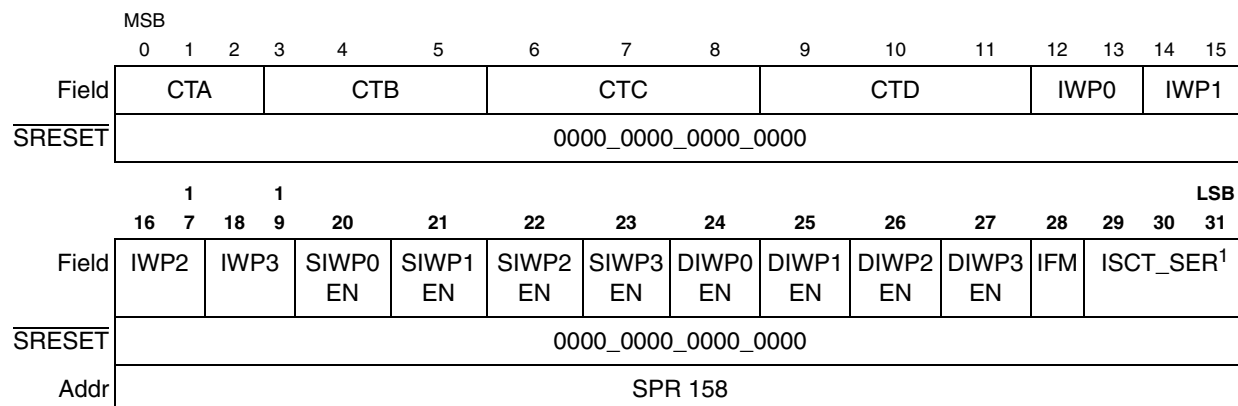 MSB
0 1 2 3 4 5 6 7 8 9 10 11 12 13 14 15
Field CTA CTB CTC CTD IWP0 IWP1
SRESET 0000_0000_0000_0000
1 1 LSB
16 7 18 9 20 21 22 23 24 25 26 27 28 29 30 31
Field IWP2 IWP3 SIWP0 SIWP1 SIWP2 SIWP3 DIWP0 DIWP1 DIWP2 DIWP3 IFM ISCT_SER¹
EN EN EN EN EN EN EN EN
SRESET 0000_0000_0000_0000
Addr SPR 158